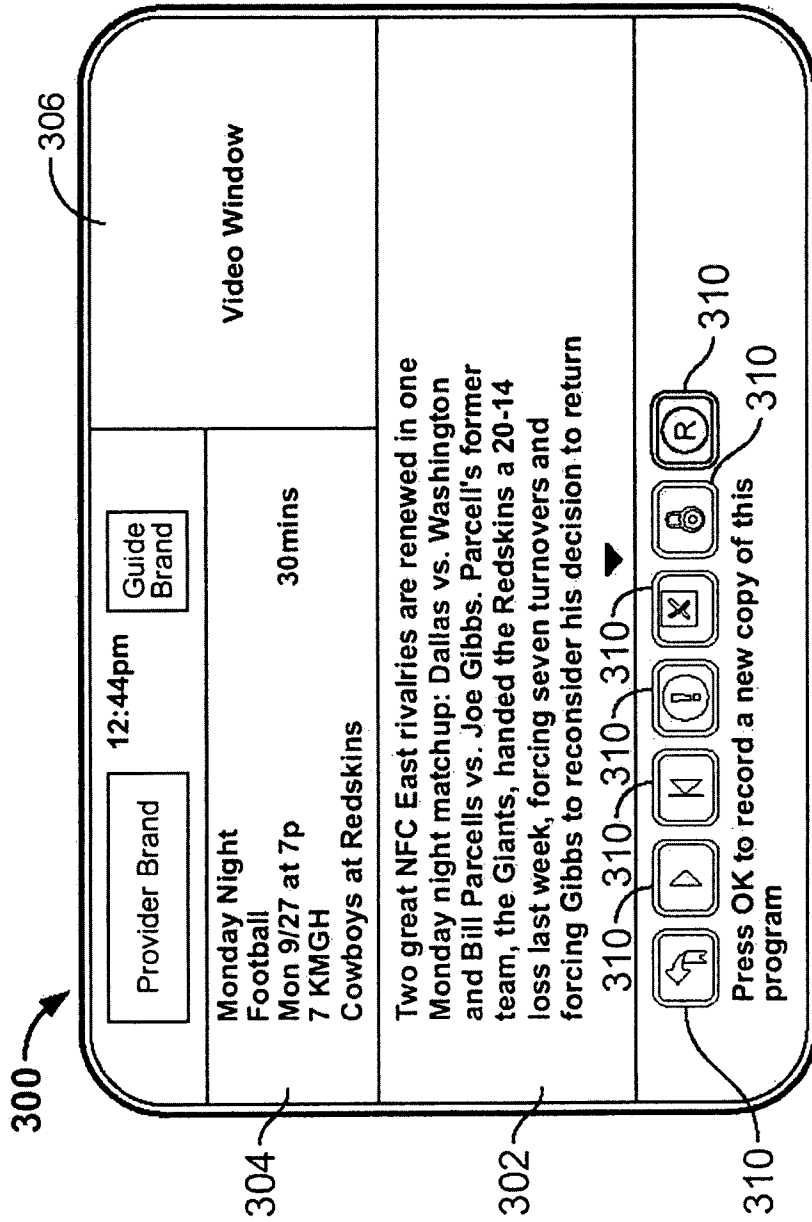 300
306
Provider Brand
12:44pm
Guide
Brand
Video Window
304
Monday Night
Football
Mon 9/27 at 7p
7 KMGH
Cowboys at Redskins
30mins
302
Two great NFC East rivalries are renewed in one
Monday night matchup: Dallas vs. Washington
and Bill Parcells vs. Joe Gibbs. Parcell's former
team, the Giants, handed the Redskins a 20-14
loss last week, forcing seven turnovers and
forcing Gibbs to reconsider his decision to return
310
310
310
310
310
R
310
310
Press OK to record a new copy of this
program